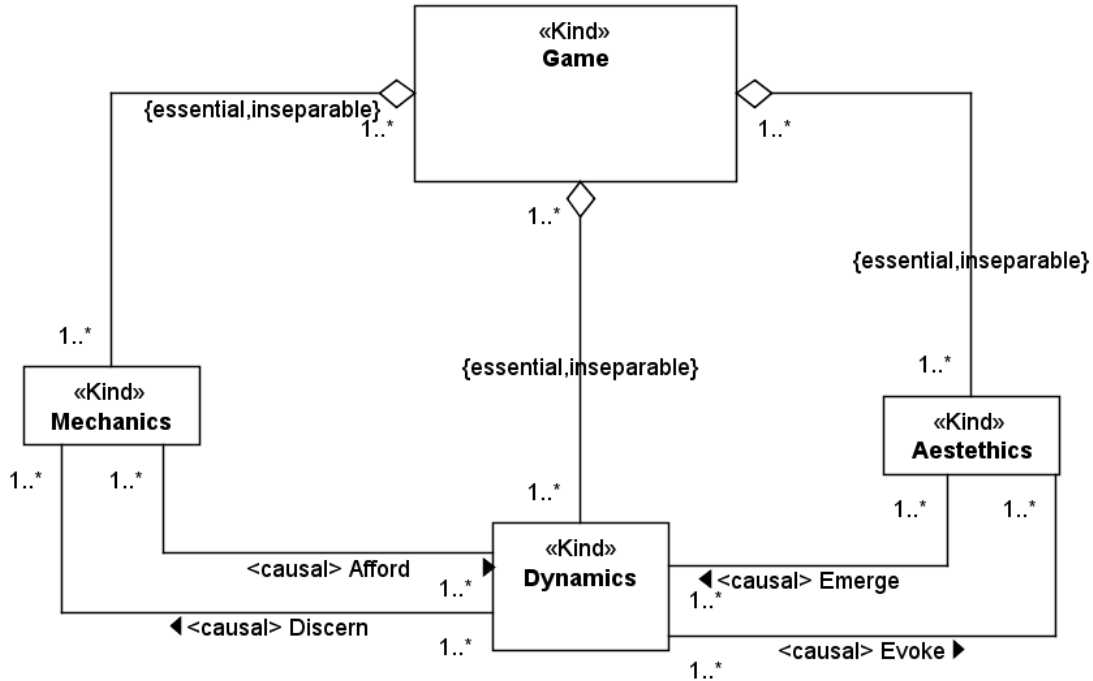 «Kind»
Game
{essential,inseparable}
1..*
1..*
1..*
{essential,inseparable}
1..*
{essential,inseparable}
1..*
«Kind»
Mechanics
«Kind»
Aestethics
1..*
1..*
1..*
1..*
1..*
«Kind»
Dynamics
<causal> Afford
1..*
<causal> Emerge
1..*
<causal> Discern
1..*
<causal> Evoke
1..*